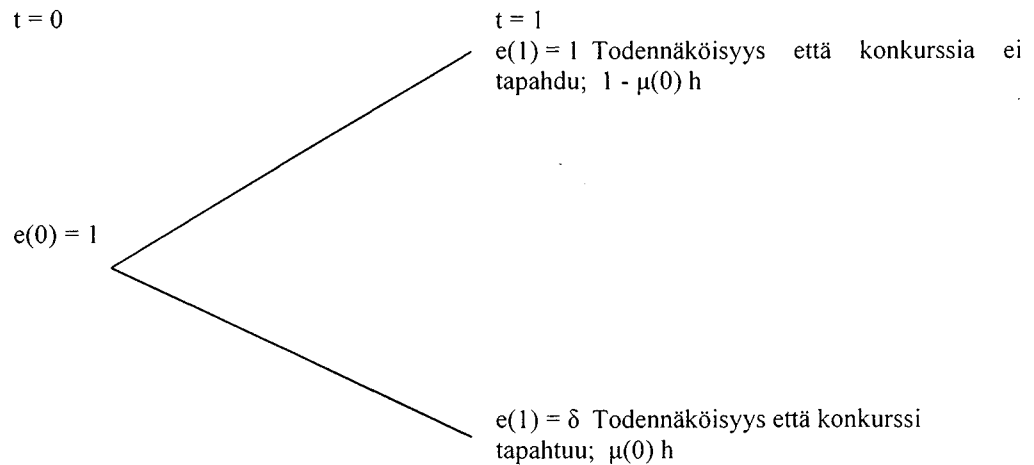 t = 0
t = 1
e(1) = 1 Todennäköisyys että konkurssia ei
tapahdu; 1 - μ(0) h
e(0) = 1
e(1) = δ Todennäköisyys että konkurssi
tapahtuu; μ(0) h